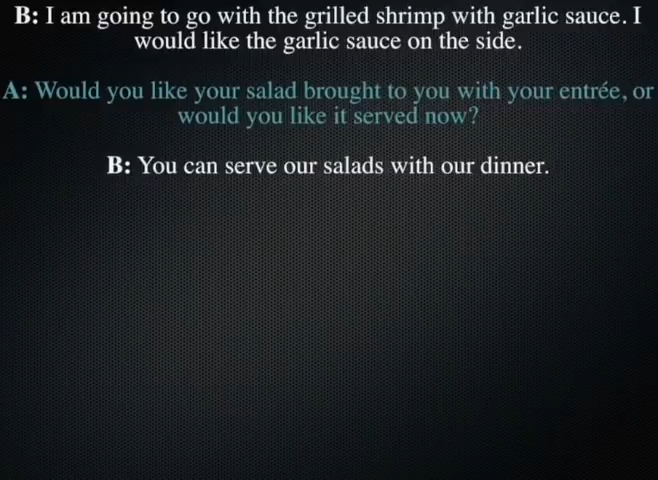 B: I am going to go with the grilled shrimp with garlic sauce. I
would like the garlic sauce on the side.
A: Would you like your salad brought to you with your entrée, or
would you like it served now?
B: You can serve our salads with our dinner.